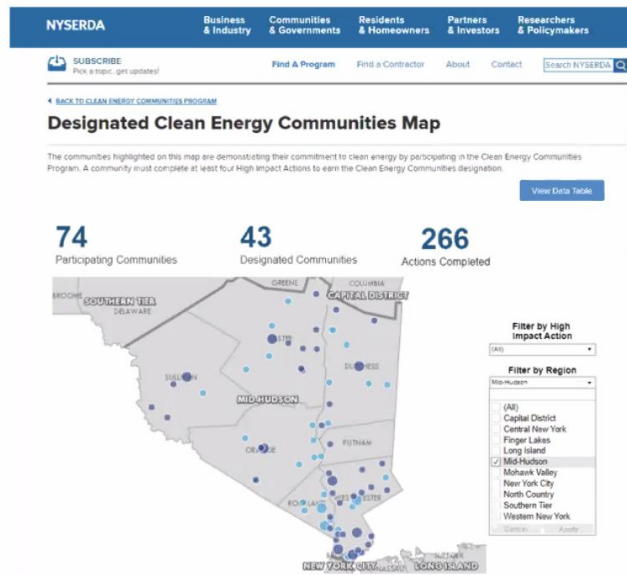 NYSERDA
Business & Industry
Communities & Governments
Residents & Homeowners
Partners & Investors
Researchers & Policymakers
SUBSCRIBE
Pick a topic, get updates!
Find A Program
Find a Contractor
About
Contact
Search NYSERDA
BACK TO CLEAN ENERGY COMMUNITIES PROGRAM
Designated Clean Energy Communities Map
The communities highlighted on this map are demonstrating their commitment to clean energy by participating in the Clean Energy Communities
Program. A community must complete at least four High Impact Actions to earn the Clean Energy Communities designation.
View Data Table
74
Participating Communities
43
Designated Communities
266
Actions Completed
GREENE
COLUMBIA
BROOME
SOUTHERN TIER
CAPITAL DISTRICT
DELAWARE
MID-HUDSON
PUTNAM
NEW YORK CITY
LONG ISLAND
Filter by High
Impact Action
(All)
Filter by Region
Mid-Hudson
(All)
Capital District
Central New York
Finger Lakes
Long Island
Mid-Hudson
Mohawk Valley
New York City
North Country
Southern Tier
Western New York
Cancel
Apply